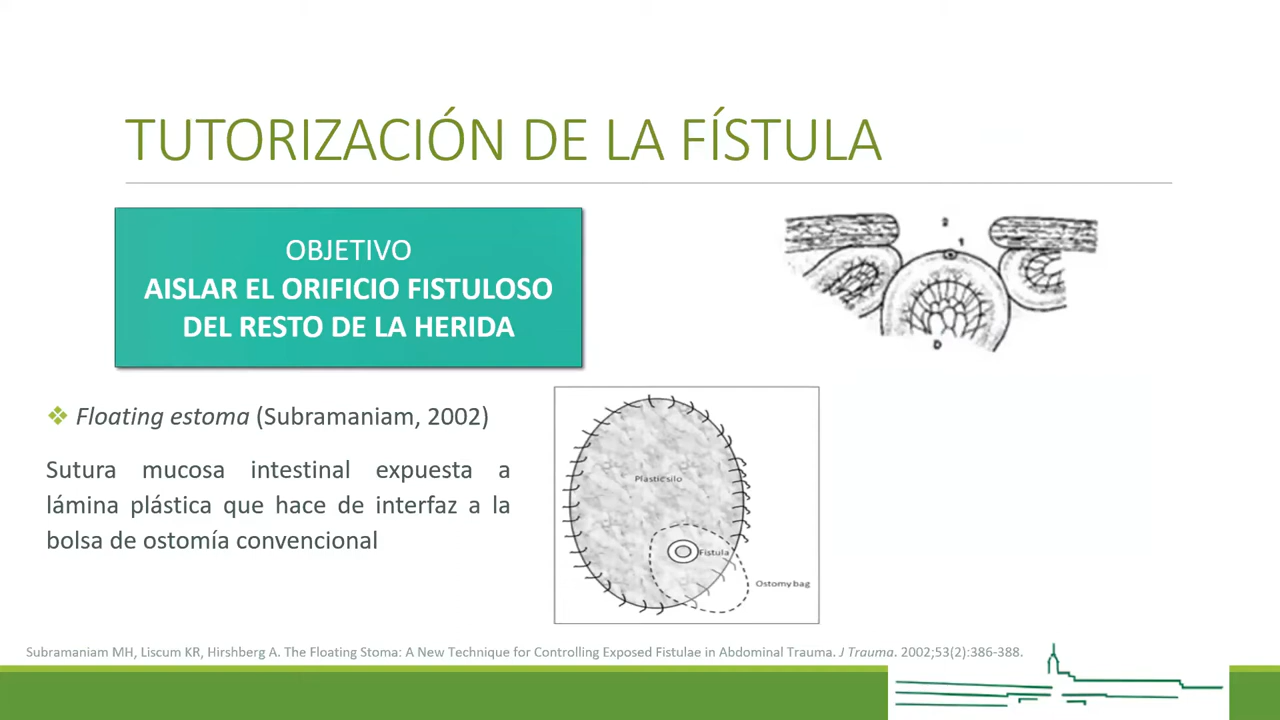 TUTORIZACIÓN DE LA FÍSTULA
OBJETIVO
AISLAR EL ORIFICIO FISTULOSO
DEL RESTO DE LA HERIDA
2
1
D
❖ Floating estoma (Subramaniam, 2002)
Sutura mucosa intestinal expuesta a
lámina plástica que hace de interfaz a la
bolsa de ostomía convencional
Plastic silo
Fistula
Ostomy bag
Subramaniam MH, Liscum KR, Hirshberg A. The Floating Stoma: A New Technique for Controlling Exposed Fistulae in Abdominal Trauma. J Trauma. 2002;53(2):386-388.